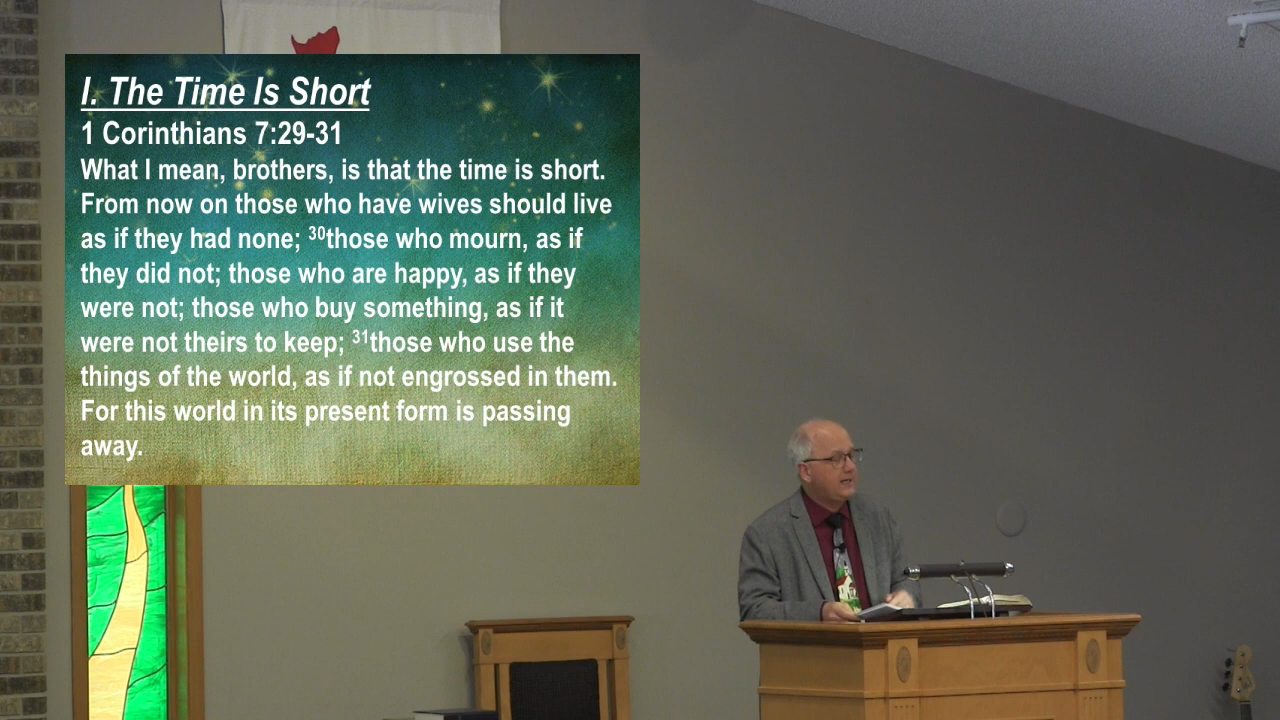 I. The Time Is Short
1 Corinthians 7:29-31
What I mean, brothers, is that the time is short.
From now on those who have wives should live
as if they had none; ³⁰those who mourn, as if
they did not; those who are happy, as if they
were not; those who buy something, as if it
were not theirs to keep; ³¹those who use the
things of the world, as if not engrossed in them.
For this world in its present form is passing
away.